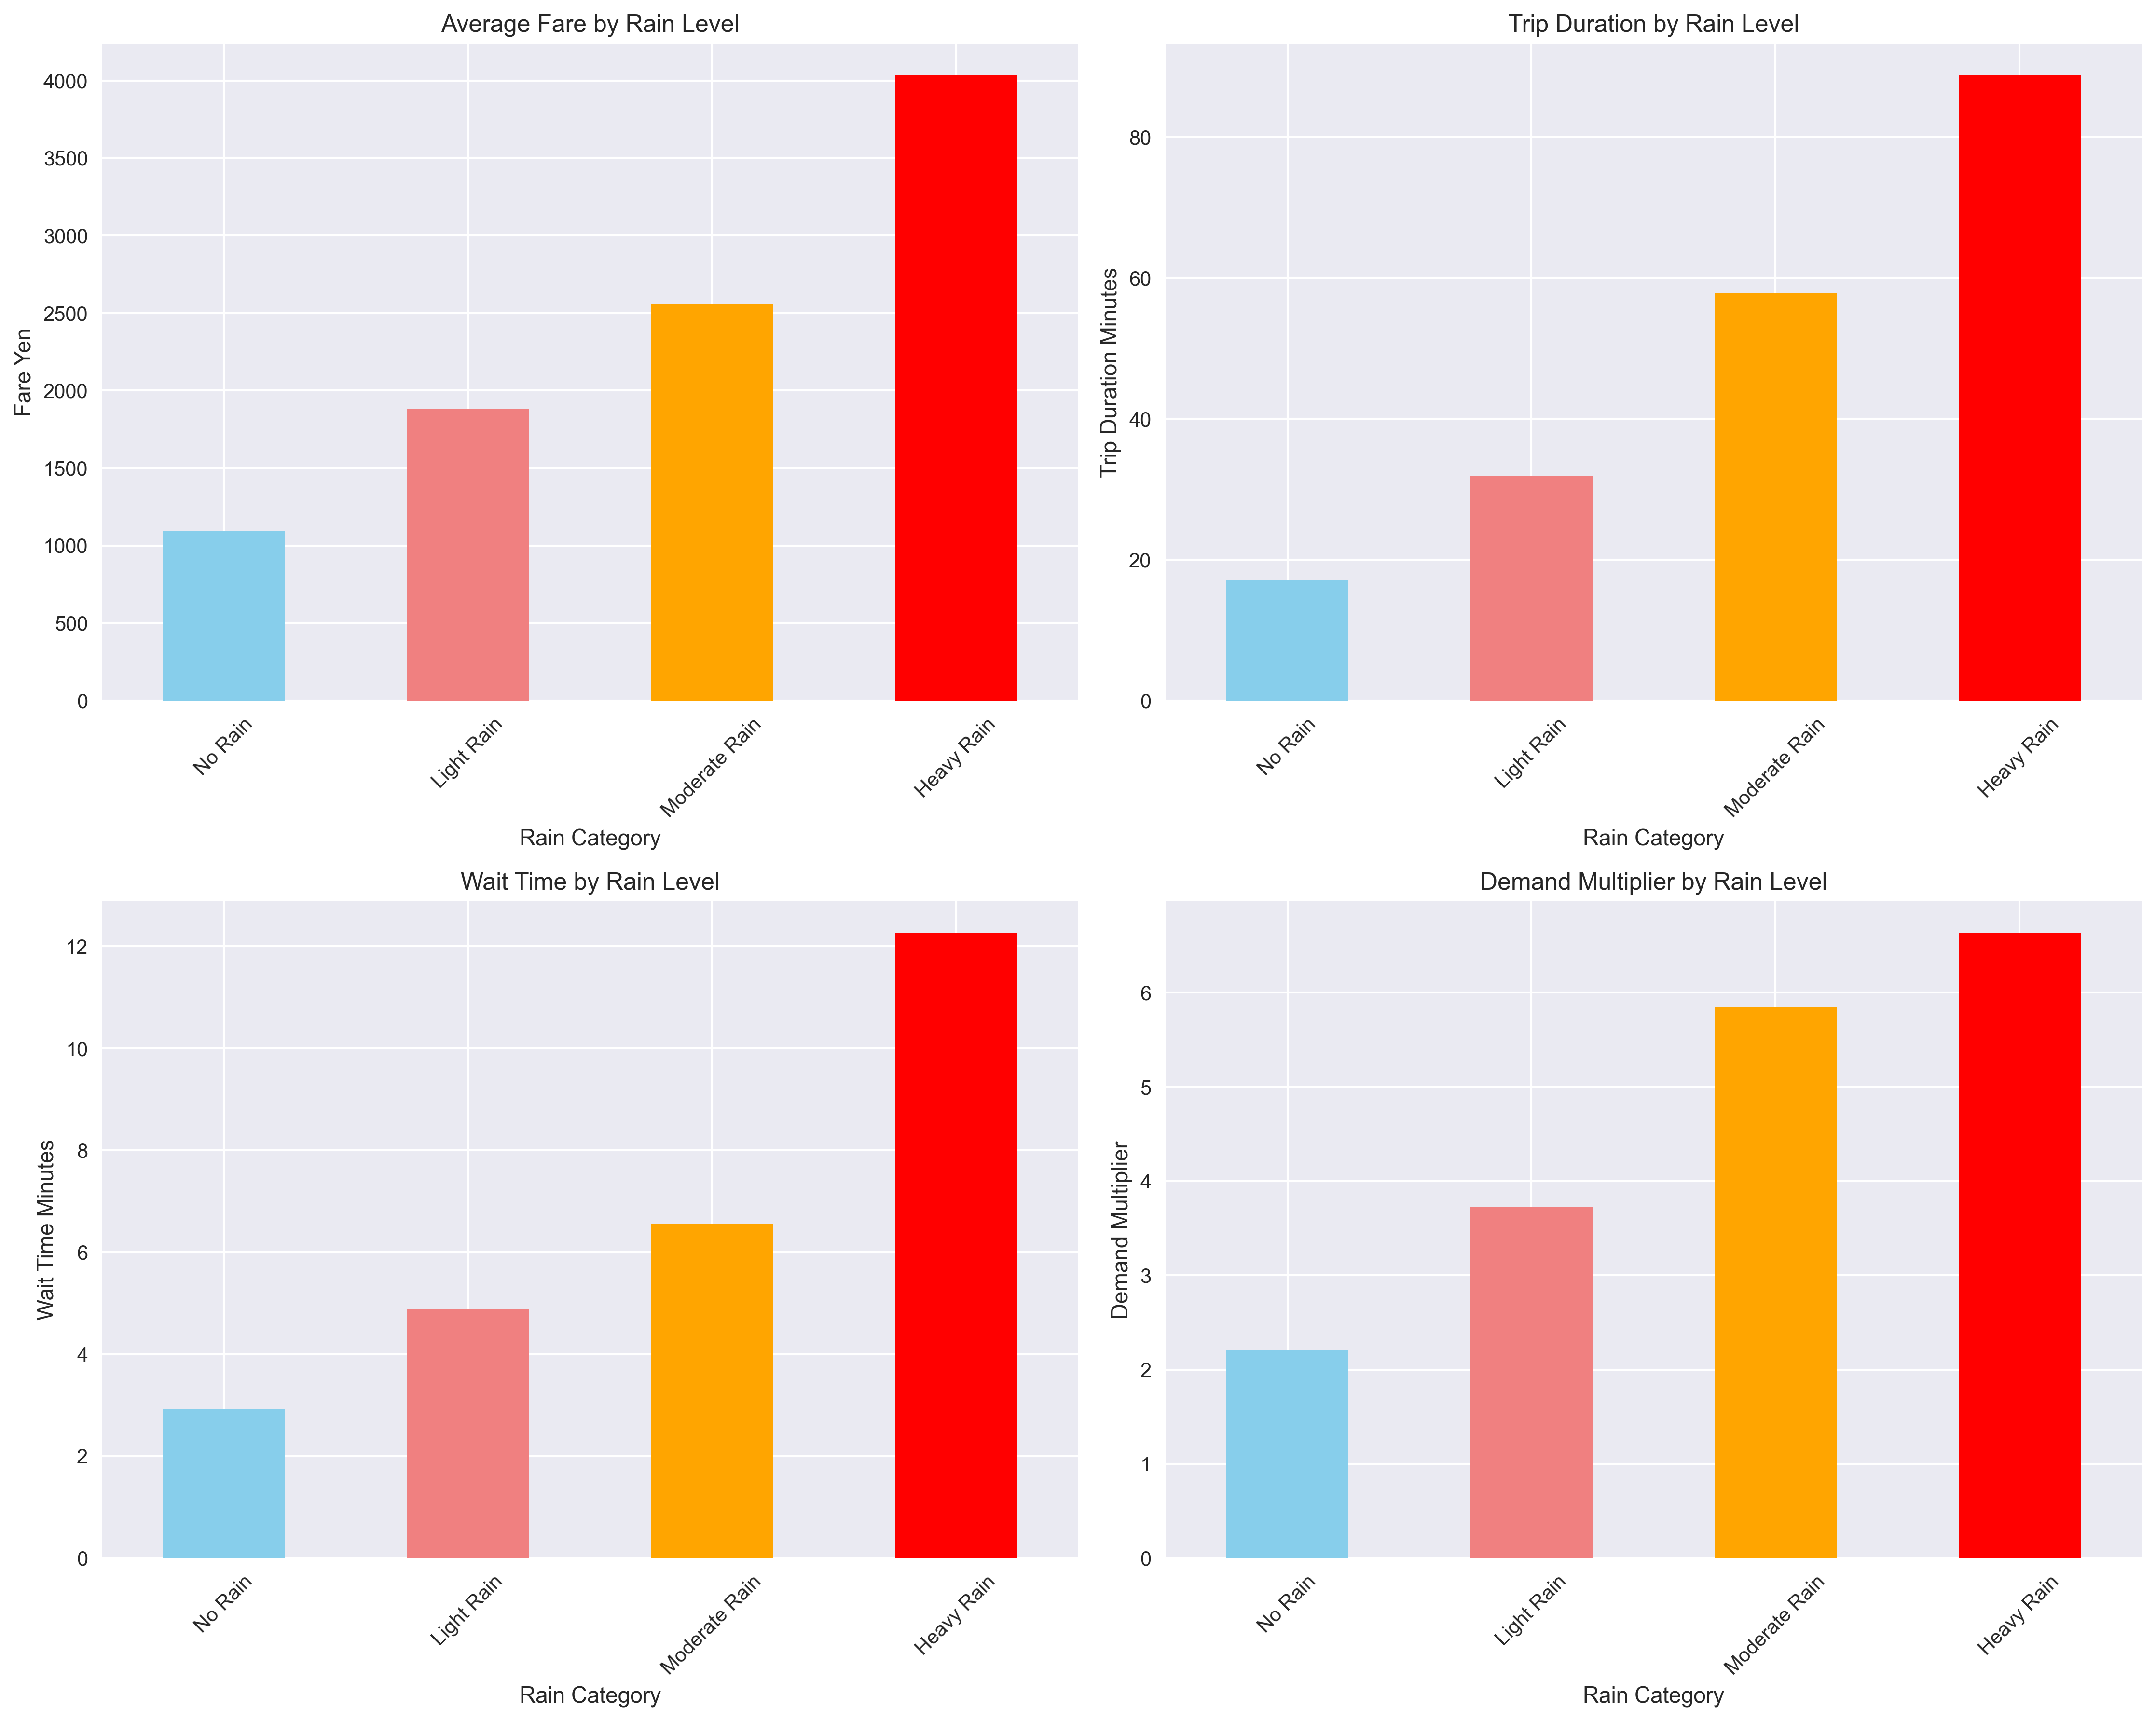 Average Fare by Rain Level
Fare Yen
4000
3500
3000
2500
2000
1500
1000
500
0
No Rain
Light Rain
Moderate Rain
Heavy Rain
Rain Category
Trip Duration by Rain Level
Trip Duration Minutes
80
60
40
20
0
No Rain
Light Rain
Moderate Rain
Heavy Rain
Rain Category
Wait Time by Rain Level
Wait Time Minutes
12
10
8
6
4
2
0
No Rain
Light Rain
Moderate Rain
Heavy Rain
Rain Category
Demand Multiplier by Rain Level
Demand Multiplier
6
5
4
3
2
1
0
No Rain
Light Rain
Moderate Rain
Heavy Rain
Rain Category